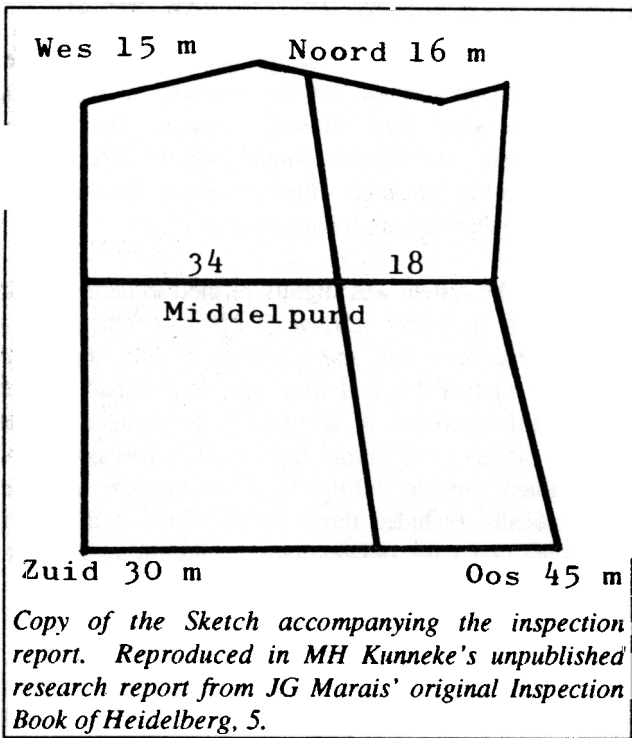 Wes 15 m Noord 16 m
34 18
Middelpund
Zuid 30 m Oos 45 m
Copy of the Sketch accompanying the inspection
report. Reproduced in MH Kunneke's unpublished
research report from JG Marais' original Inspection
Book of Heidelberg, 5.